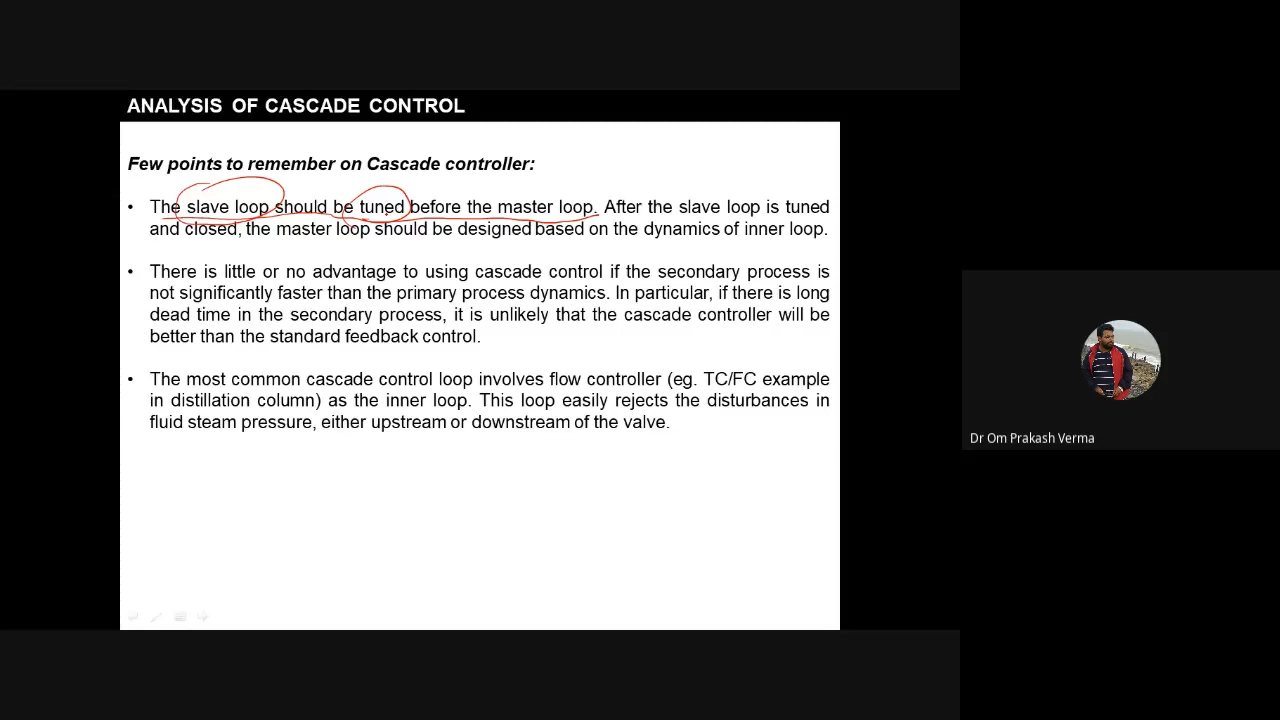 ANALYSIS OF CASCADE CONTROL
Few points to remember on Cascade controller:
• The slave loop should be tuned before the master loop. After the slave loop is tuned
and closed, the master loop should be designed based on the dynamics of inner loop.
• There is little or no advantage to using cascade control if the secondary process is
not significantly faster than the primary process dynamics. In particular, if there is long
dead time in the secondary process, it is unlikely that the cascade controller will be
better than the standard feedback control.
• The most common cascade control loop involves flow controller (eg. TC/FC example
in distillation column) as the inner loop. This loop easily rejects the disturbances in
fluid steam pressure, either upstream or downstream of the valve.
Dr Om Prakash Verma